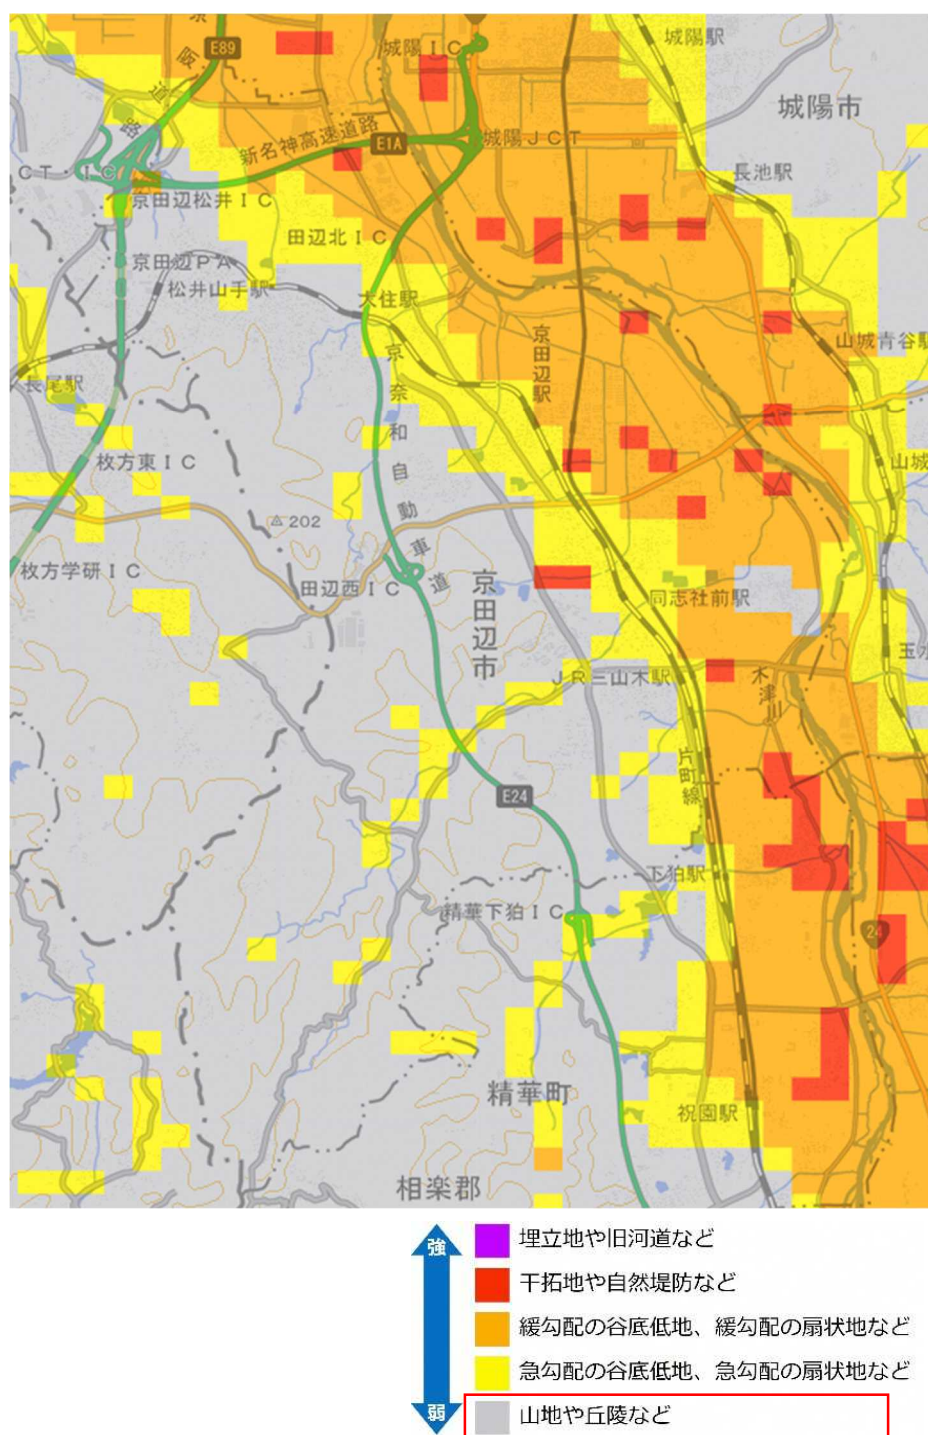 京
E89
阪
道
路
城陽ＩＣ
城陽駅
城陽市
新名神高速道路
E1A
城陽ＪＣＴ
長池駅
ＣＴ・ＩＣ
京田辺松井ＩＣ
田辺北ＩＣ
京田辺ＰＡ
松井山手駅
大住駅
京田辺駅
山城青谷駅
長尾駅
京奈和自動車道
枚方東ＩＣ
山城
202
枚方学研ＩＣ
田辺西ＩＣ
京田辺市
同志社前駅
玉水
ＪＲ三山木駅
木津川
片町線
E24
下狛駅
精華下狛ＩＣ
24
精華町
祝園駅
相楽郡
強
埋立地や旧河道など
干拓地や自然堤防など
緩勾配の谷底低地、緩勾配の扇状地など
急勾配の谷底低地、急勾配の扇状地など
弱
山地や丘陵など